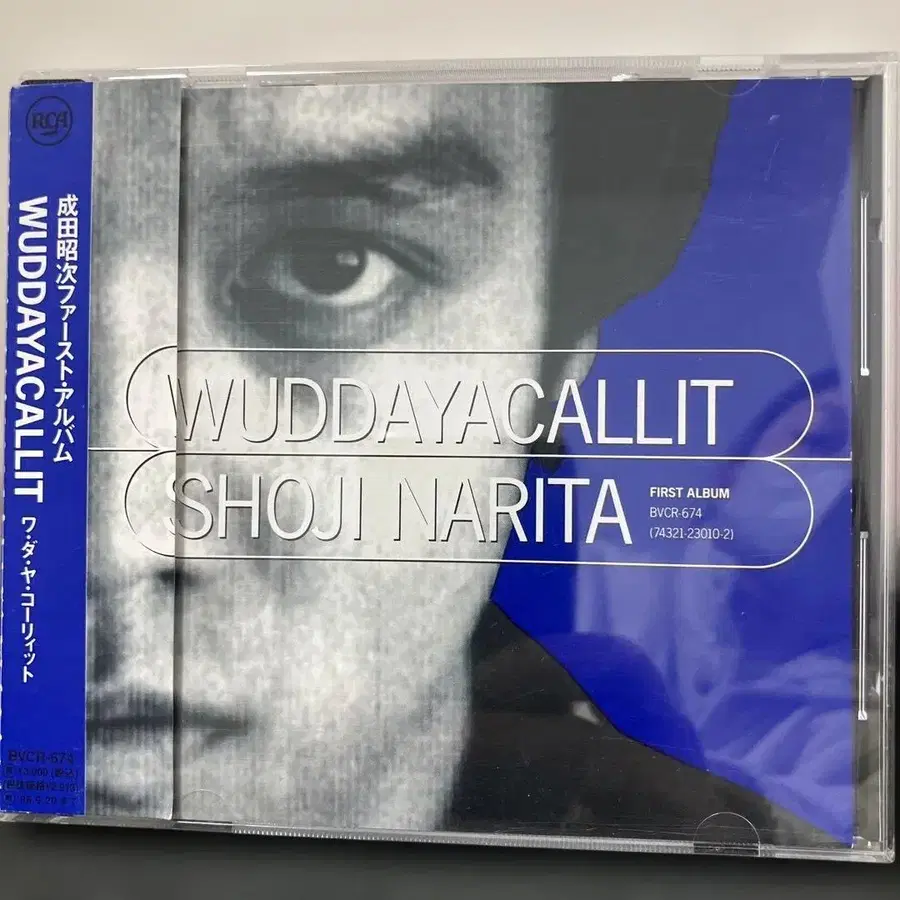 RCA
成田昭次ファースト・アルバム
WUDDAYACALLIT
ワ・ダ・ヤ・コーリィット
BVCR-674
WUDDAYACALLIT
SHOJI NARITA
FIRST ALBUM
BVCR-674
(74321-23010-2)